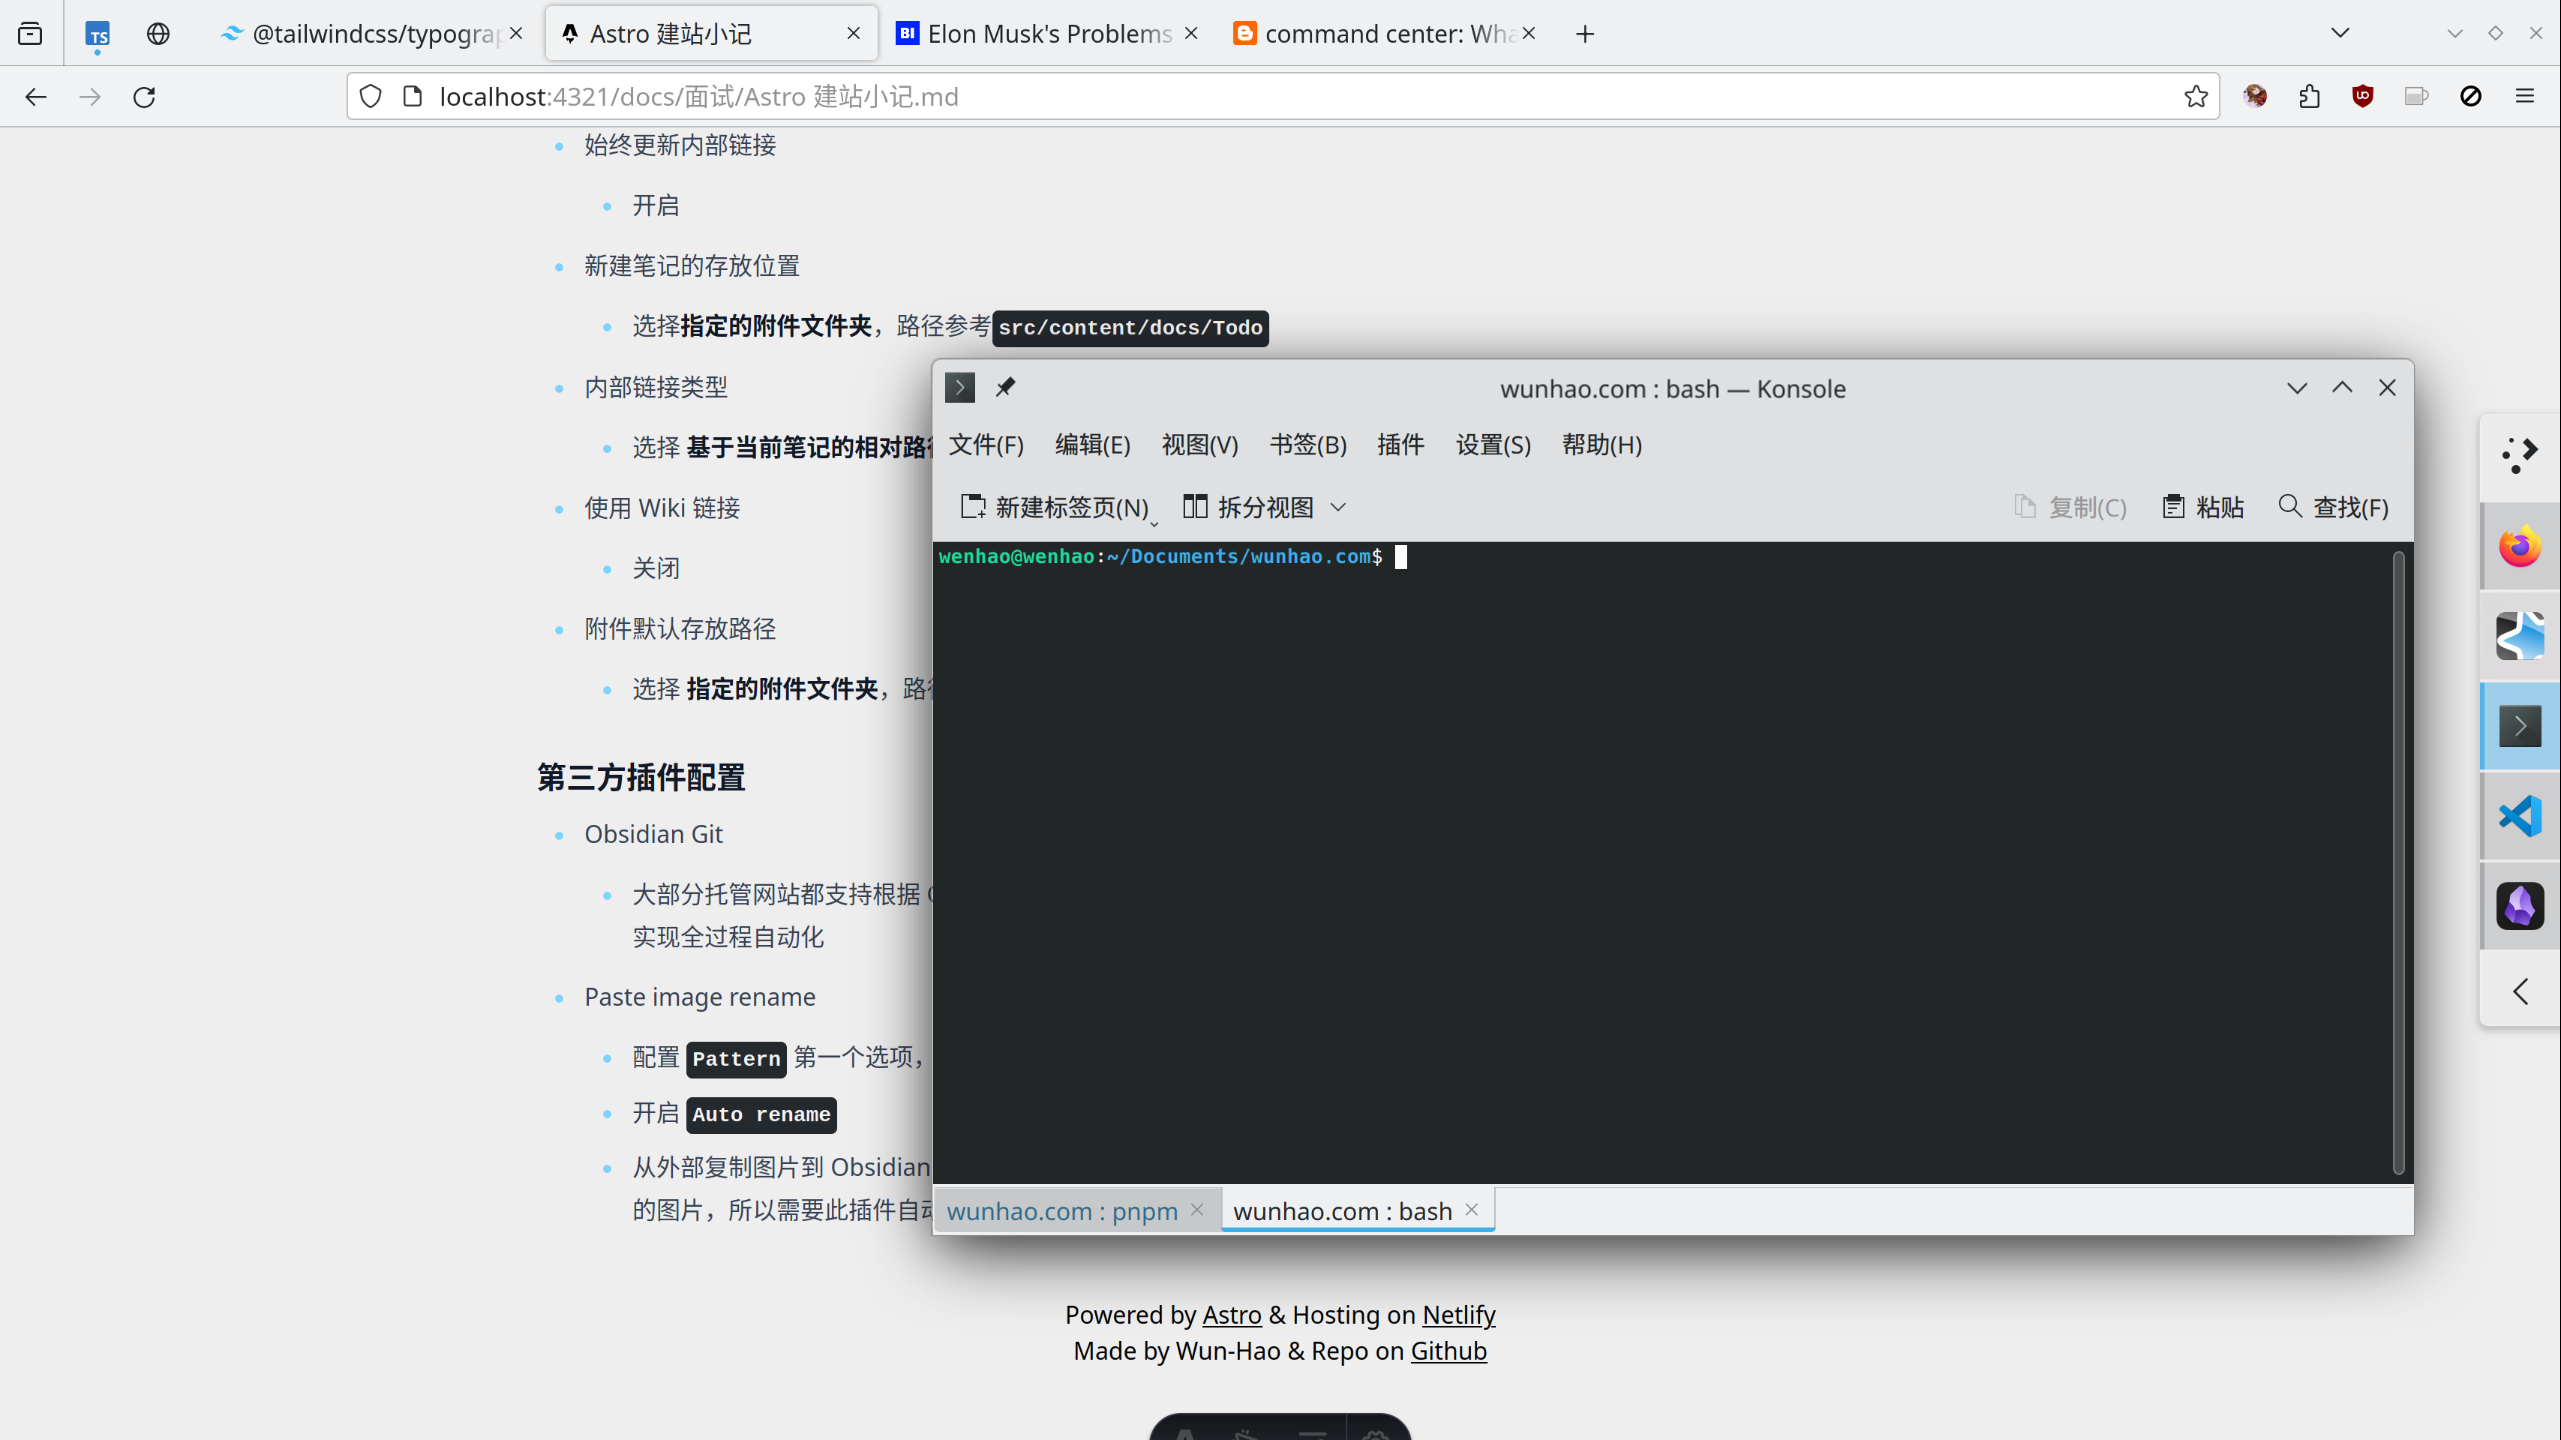 TS
@tailwindcss/typograp
Astro 建站小记
BI
Elon Musk's Problems
command center: Wha
localhost:4321/docs/面试/Astro 建站小记.md
始终更新内部链接
开启
新建笔记的存放位置
选择指定的附件文件夹，路径参考src/content/docs/Todo
内部链接类型
选择 基于当前笔记的相对路
使用 Wiki 链接
关闭
附件默认存放路径
选择 指定的附件文件夹，路
第三方插件配置
Obsidian Git
大部分托管网站都支持根据
实现全过程自动化
Paste image rename
配置 Pattern 第一个选项，
开启 Auto rename
从外部复制图片到 Obsidian
的图片，所以需要此插件自
wunhao.com : bash — Konsole
文件(F) 编辑(E) 视图(V) 书签(B) 插件 设置(S) 帮助(H)
新建标签页(N) 拆分视图 复制(C) 粘贴 查找(F)
wenhao@wenhao:~/Documents/wunhao.com$
wunhao.com : pnpm
wunhao.com : bash
Powered by Astro & Hosting on Netlify
Made by Wun-Hao & Repo on Github